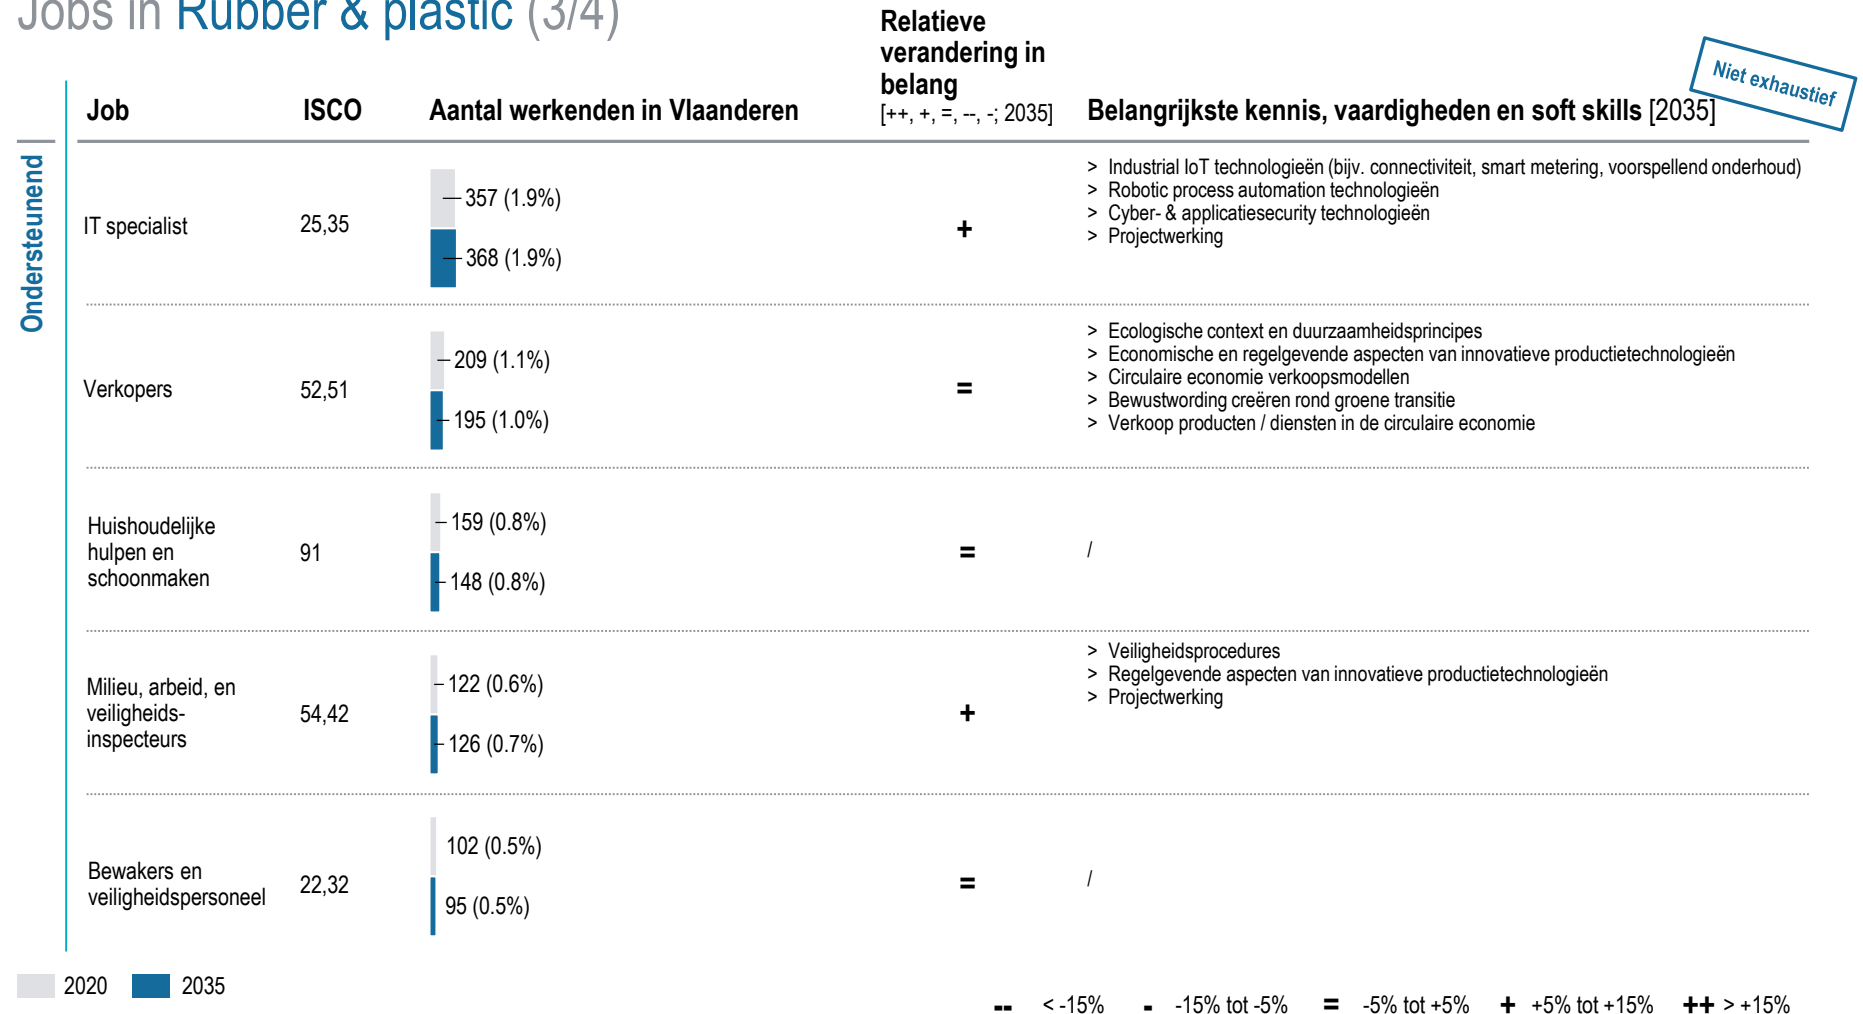 Jobs in Rubber & plastic (3/4)
Relatieve
verandering in
belang
[++, +, =, --, -; 2035]
Niet exhaustief
Job
ISCO
Aantal werkenden in Vlaanderen
Belangrijkste kennis, vaardigheden en soft skills [2035]
Ondersteunend
IT specialist
25,35
357 (1.9%)
368 (1.9%)
+
> Industrial IoT technologieën (bijv. connectiviteit, smart metering, voorspellend onderhoud)
> Robotic process automation technologieën
> Cyber- & applicatiesecurity technologieën
> Projectwerking
Verkopers
52,51
209 (1.1%)
195 (1.0%)
=
> Ecologische context en duurzaamheidsprincipes
> Economische en regelgevende aspecten van innovatieve productietechnologieën
> Circulaire economie verkoopsmodellen
> Bewustwording creëren rond groene transitie
> Verkoop producten / diensten in de circulaire economie
Huishoudelijke
hulpen en
schoonmaken
91
159 (0.8%)
148 (0.8%)
=
/
Milieu, arbeid, en
veiligheids-
inspecteurs
54,42
122 (0.6%)
126 (0.7%)
+
> Veiligheidsprocedures
> Regelgevende aspecten van innovatieve productietechnologieën
> Projectwerking
Bewakers en
veiligheidspersoneel
22,32
102 (0.5%)
95 (0.5%)
=
/
2020
2035
-- < -15%
- -15% tot -5%
= -5% tot +5%
+ +5% tot +15%
++ > +15%